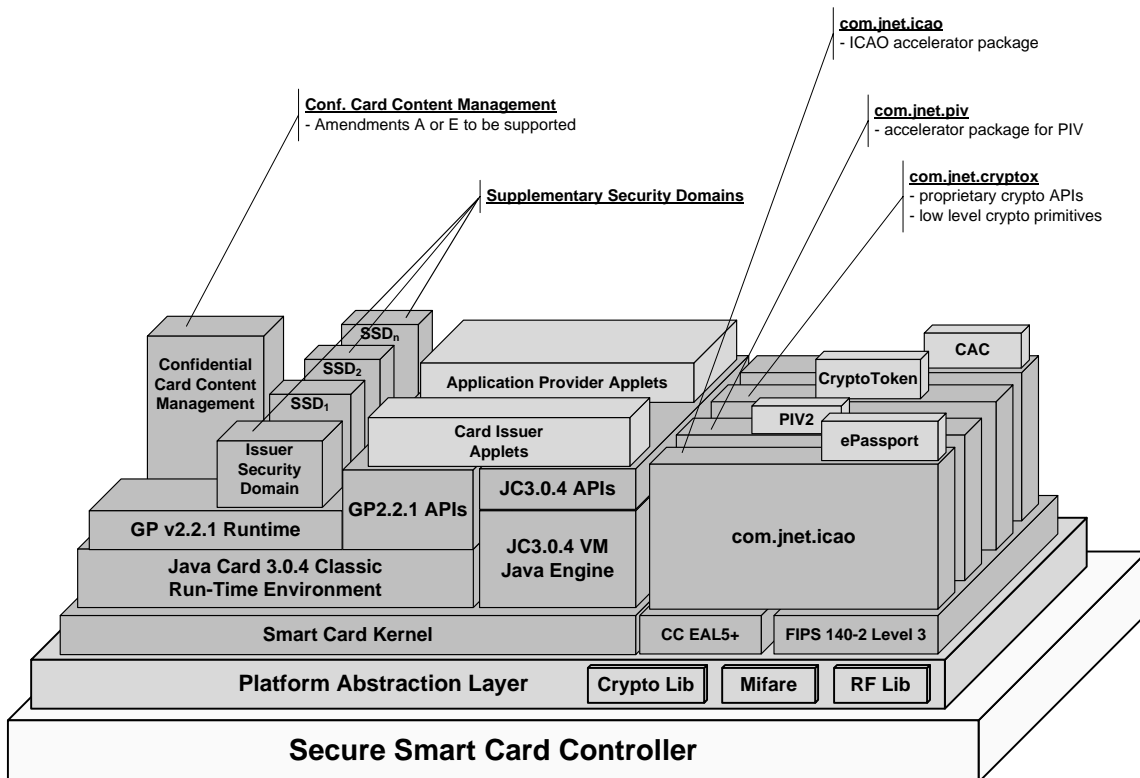 com.jnet.icao
- ICAO accelerator package
Conf. Card Content Management
- Amendments A or E to be supported
com.jnet.piv
- accelerator package for PIV
com.jnet.cryptox
- proprietary crypto APIs
- low level crypto primitives
Supplementary Security Domains
SSDn
SSD2
SSD1
Confidential
Card Content
Management
Issuer
Security
Domain
Application Provider Applets
Card Issuer
Applets
CAC
CryptoToken
PIV2
ePassport
GP v2.2.1 Runtime
GP2.2.1 APIs
JC3.0.4 APIs
Java Card 3.0.4 Classic
Run-Time Environment
JC3.0.4 VM
Java Engine
com.jnet.icao
Smart Card Kernel
CC EAL5+
FIPS 140-2 Level 3
Platform Abstraction Layer
Crypto Lib
Mifare
RF Lib
Secure Smart Card Controller